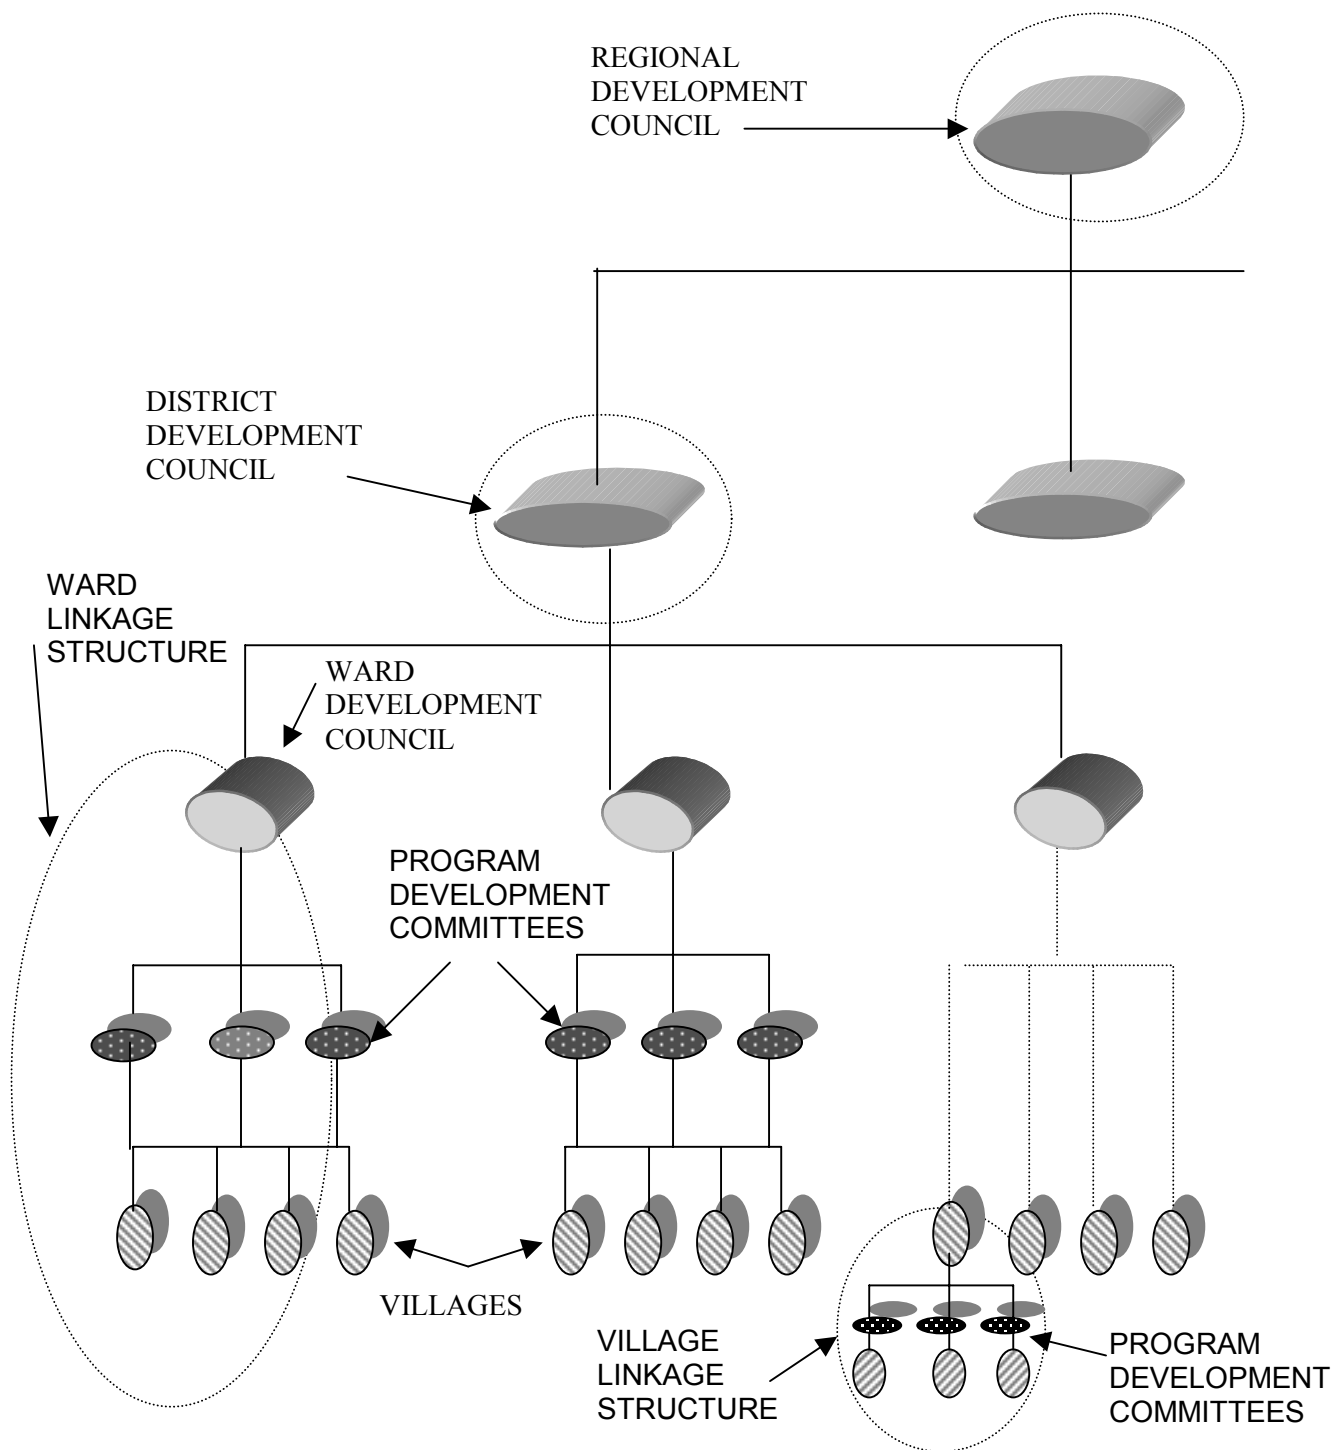 REGIONAL
DEVELOPMENT
COUNCIL
DISTRICT
DEVELOPMENT
COUNCIL
WARD
LINKAGE
STRUCTURE
WARD
DEVELOPMENT
COUNCIL
PROGRAM
DEVELOPMENT
COMMITTEES
VILLAGES
VILLAGE
LINKAGE
STRUCTURE
PROGRAM
DEVELOPMENT
COMMITTEES